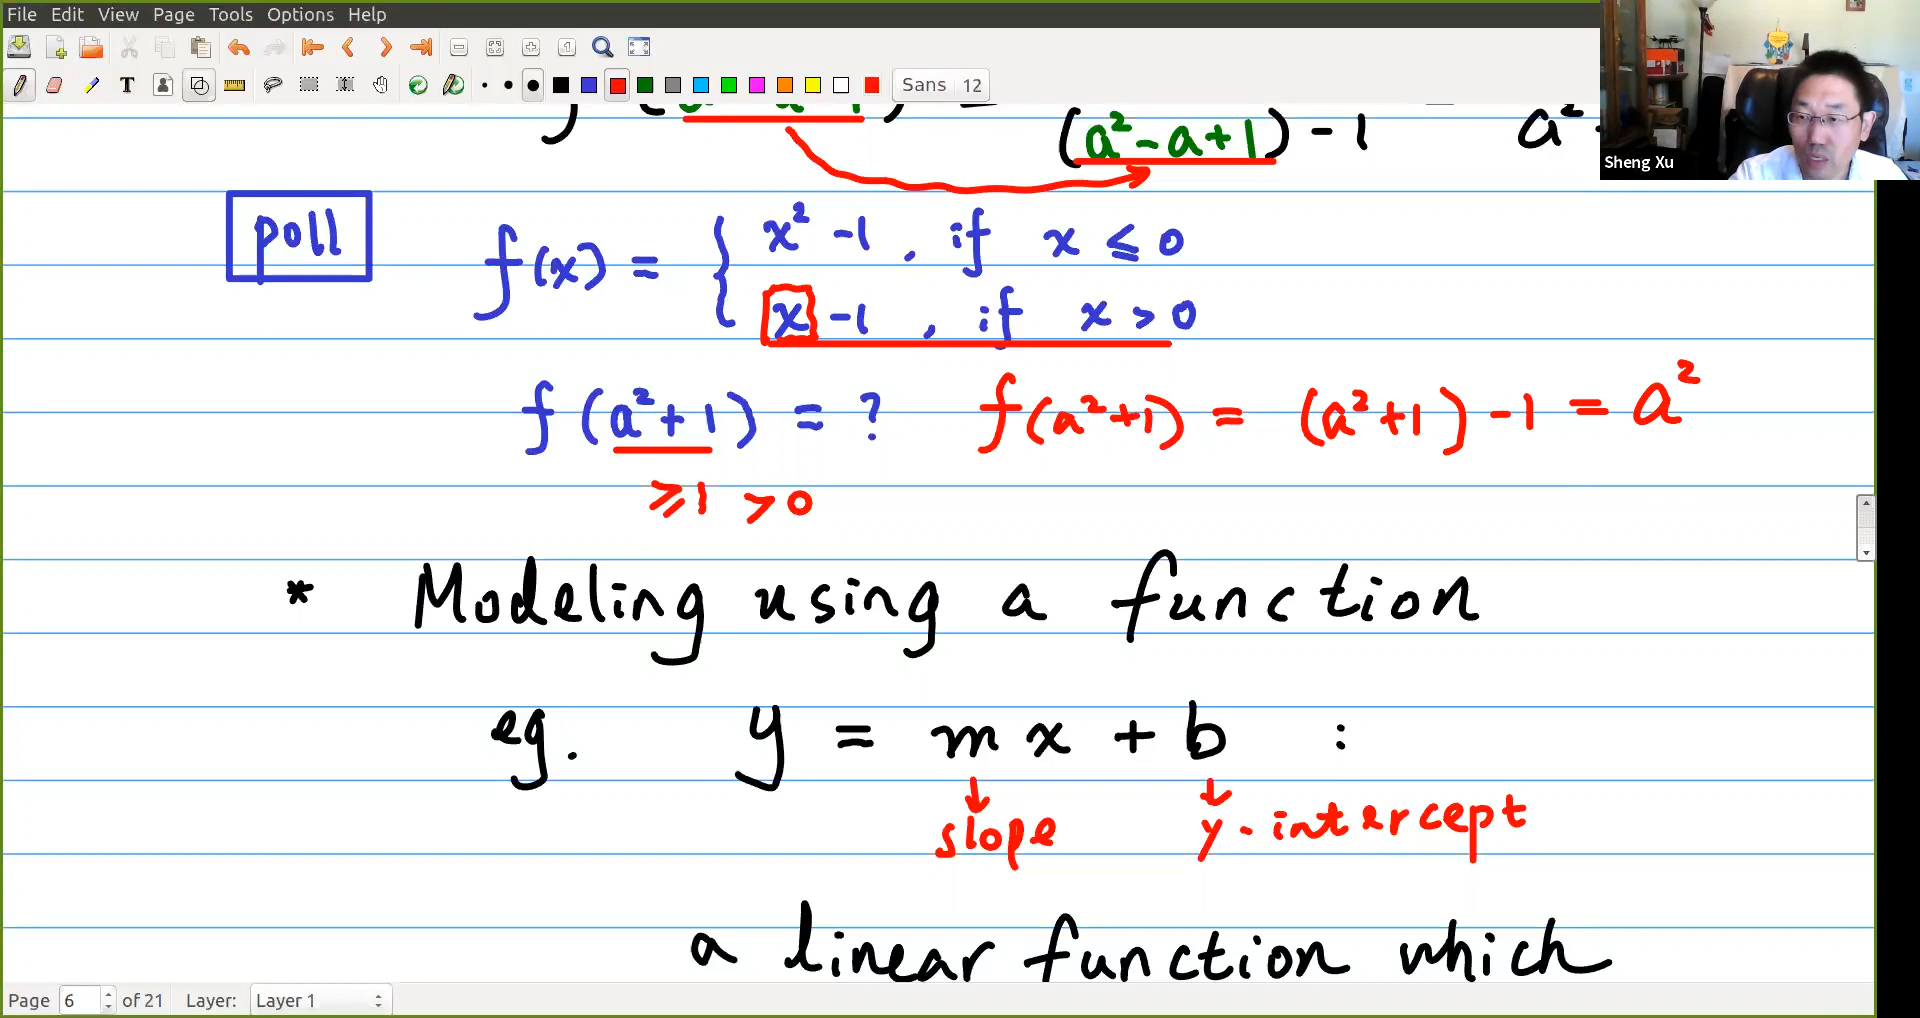 File Edit View Page Tools Options Help
Sans 12
Sheng Xu
(a² - a + 1) - 1 = a²
poll
f(x) = { x² - 1 , if x ≤ 0
x - 1 , if x > 0
f(a² + 1) = ? f(a² + 1) = (a² + 1) - 1 = a²
≥ 1 > 0
* Modeling using a function
eg. y = mx + b :
slope y-intercept
a linear function which
Page 6 of 21 Layer: Layer 1